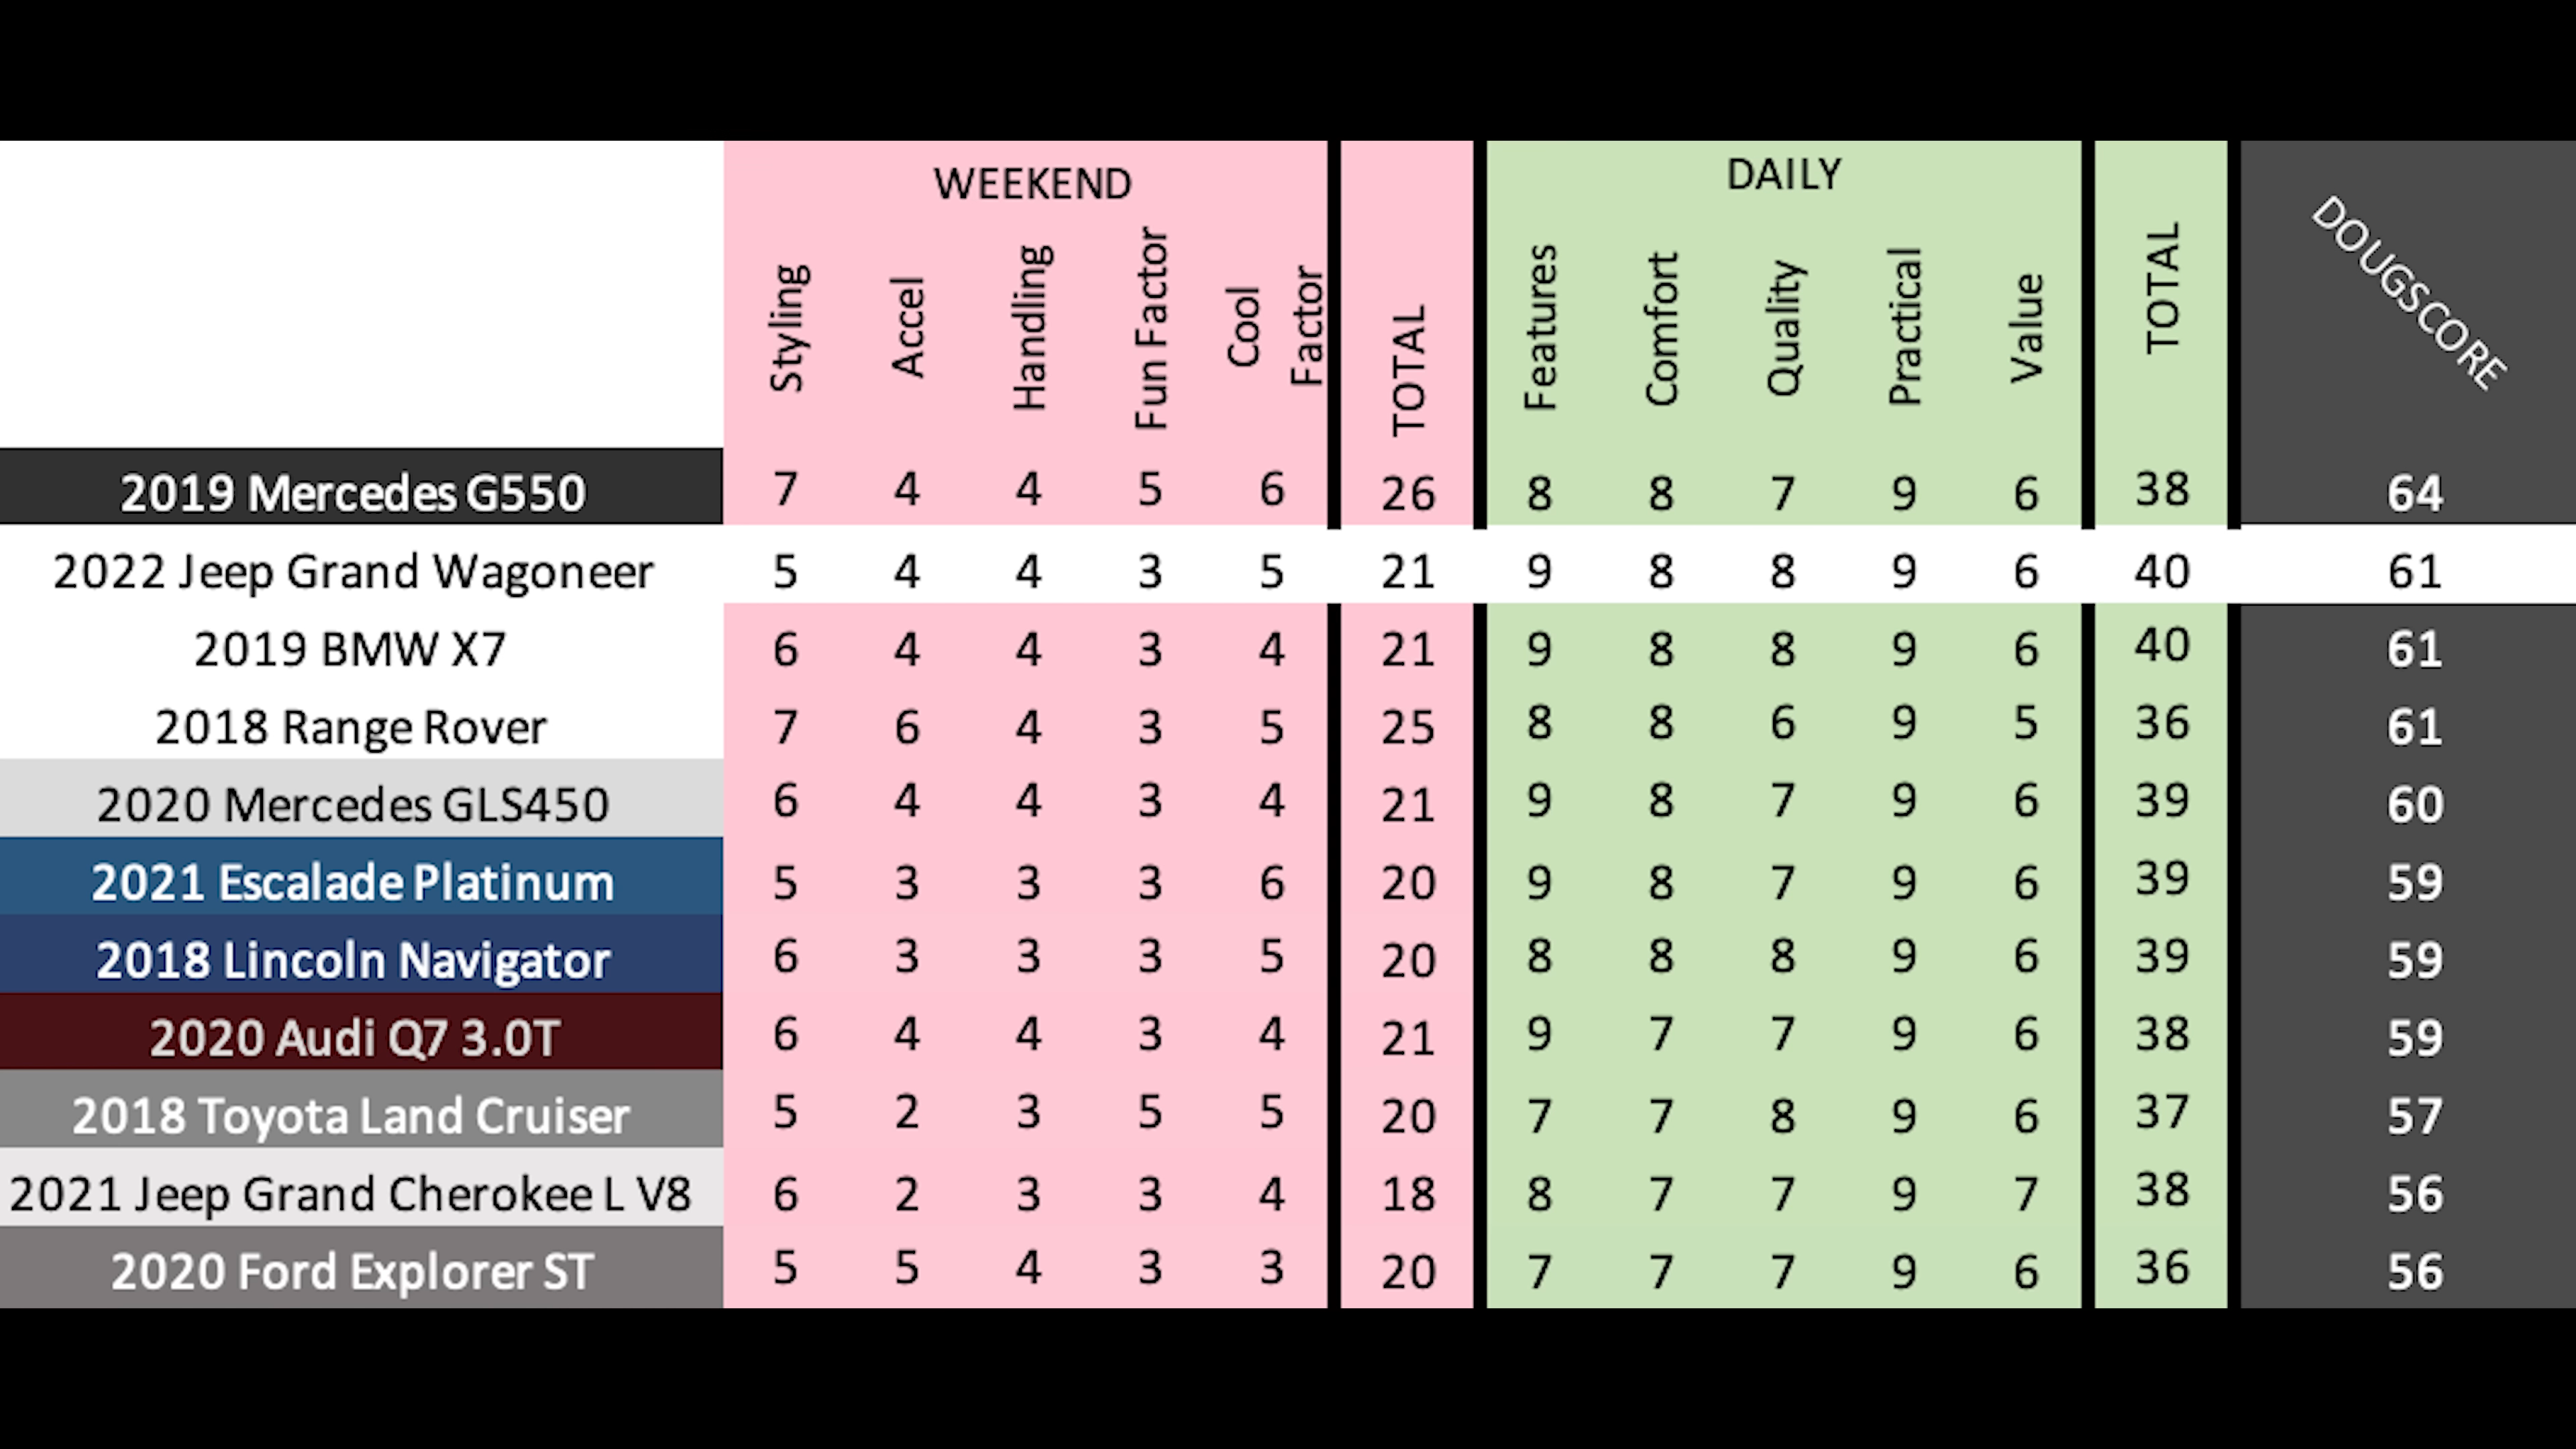 WEEKEND DAILY
Styling Accel Handling Fun Factor Cool Factor TOTAL Features Comfort Quality Practical Value TOTAL DOUGSCORE
2019 Mercedes G550 7 4 4 5 6 26 8 8 7 9 6 38 64
2022 Jeep Grand Wagoneer 5 4 4 3 5 21 9 8 8 9 6 40 61
2019 BMW X7 6 4 4 3 4 21 9 8 8 9 6 40 61
2018 Range Rover 7 6 4 3 5 25 8 8 6 9 5 36 61
2020 Mercedes GLS450 6 4 4 3 4 21 9 8 7 9 6 39 60
2021 Escalade Platinum 5 3 3 3 6 20 9 8 7 9 6 39 59
2018 Lincoln Navigator 6 3 3 3 5 20 8 8 8 9 6 39 59
2020 Audi Q7 3.0T 6 4 4 3 4 21 9 7 7 9 6 38 59
2018 Toyota Land Cruiser 5 2 3 5 5 20 7 7 8 9 6 37 57
2021 Jeep Grand Cherokee L V8 6 2 3 3 4 18 8 7 7 9 7 38 56
2020 Ford Explorer ST 5 5 4 3 3 20 7 7 7 9 6 36 56